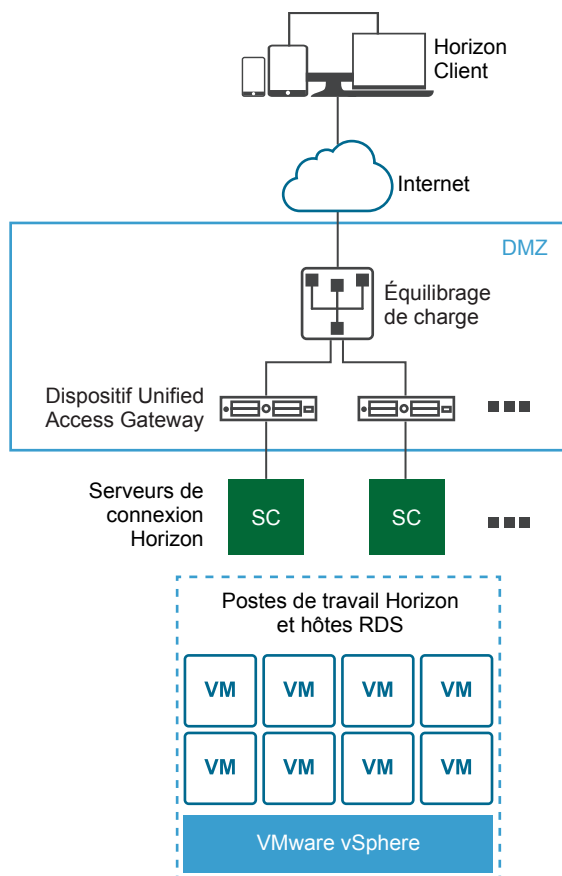 Horizon
Client
Internet
DMZ
Équilibrage
de charge
Dispositif Unified
Access Gateway
Serveurs de
connexion
Horizon
SC
SC
Postes de travail Horizon
et hôtes RDS
VM VM VM VM
VM VM VM VM
VMware vSphere